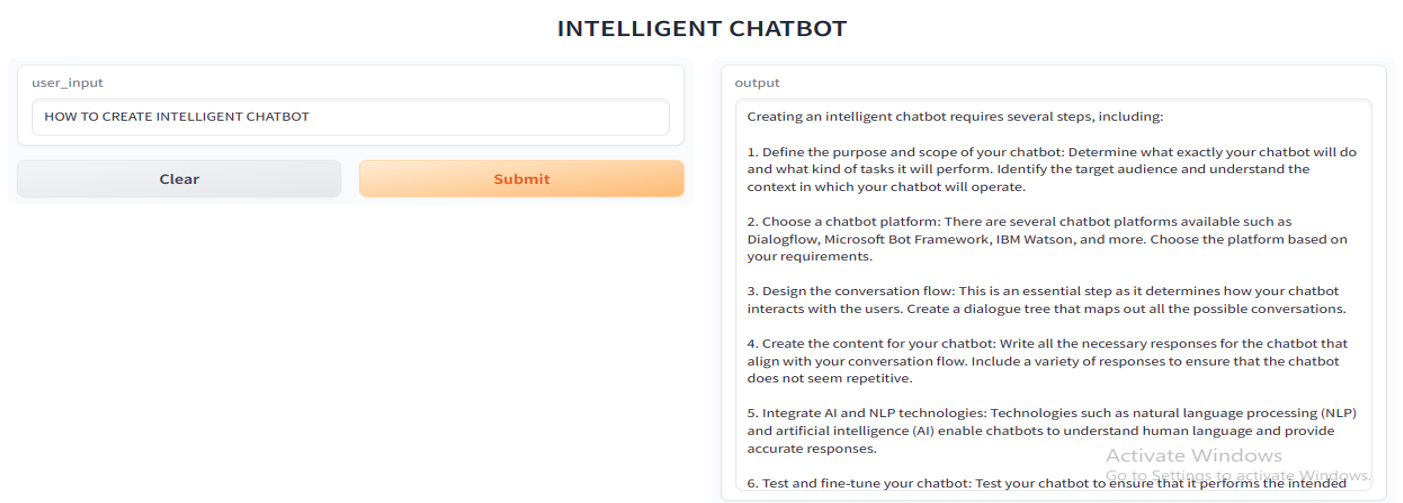 INTELLIGENT CHATBOT
user_input
HOW TO CREATE INTELLIGENT CHATBOT
Clear
Submit
output
Creating an intelligent chatbot requires several steps, including:
1. Define the purpose and scope of your chatbot: Determine what exactly your chatbot will do
and what kind of tasks it will perform. Identify the target audience and understand the
context in which your chatbot will operate.
2. Choose a chatbot platform: There are several chatbot platforms available such as
Dialogflow, Microsoft Bot Framework, IBM Watson, and more. Choose the platform based on
your requirements.
3. Design the conversation flow: This is an essential step as it determines how your chatbot
interacts with the users. Create a dialogue tree that maps out all the possible conversations.
4. Create the content for your chatbot: Write all the necessary responses for the chatbot that
align with your conversation flow. Include a variety of responses to ensure that the chatbot
does not seem repetitive.
5. Integrate AI and NLP technologies: Technologies such as natural language processing (NLP)
and artificial intelligence (AI) enable chatbots to understand human language and provide
accurate responses.
6. Test and fine-tune your chatbot: Test your chatbot to ensure that it performs the intended
Activate Windows
Go to Settings to activate Windows.